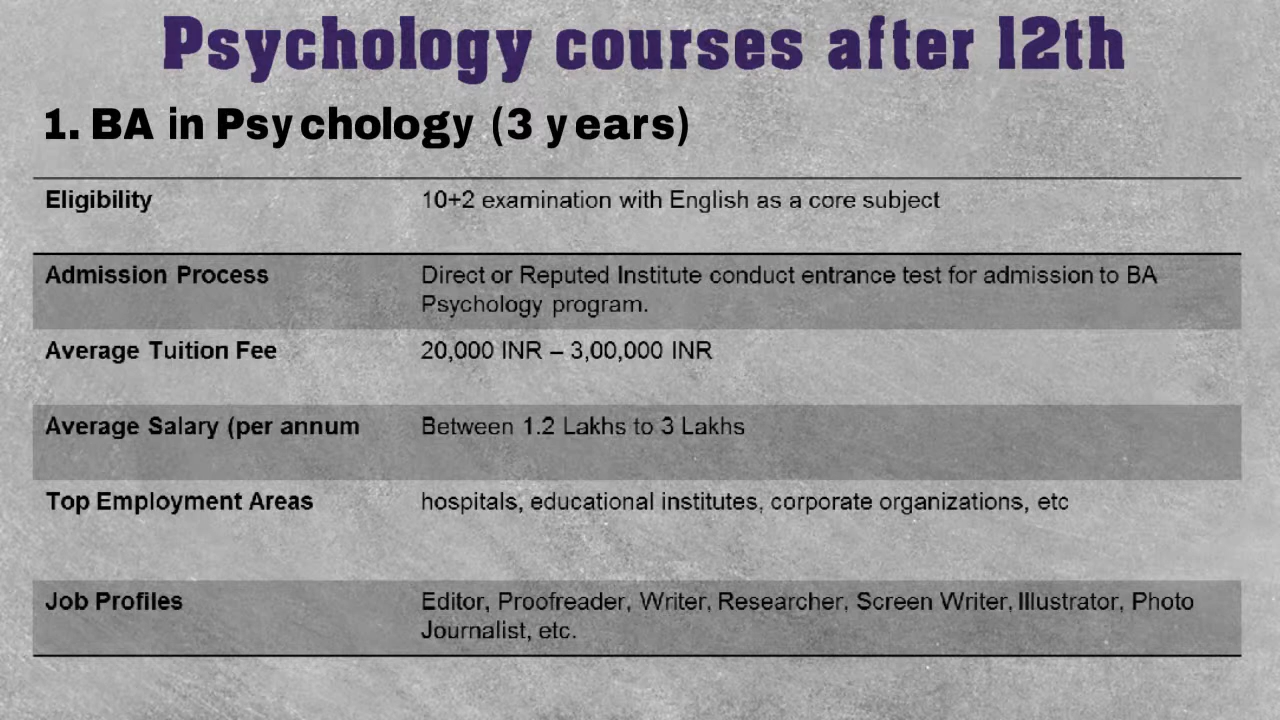 Psychology courses after 12th
1. BA in Psychology (3 years)
Eligibility 10+2 examination with English as a core subject
Admission Process Direct or Reputed Institute conduct entrance test for admission to BA
Psychology program.
Average Tuition Fee 20,000 INR – 3,00,000 INR
Average Salary (per annum Between 1.2 Lakhs to 3 Lakhs
Top Employment Areas hospitals, educational institutes, corporate organizations, etc
Job Profiles Editor, Proofreader, Writer, Researcher, Screen Writer, Illustrator, Photo
Journalist, etc.